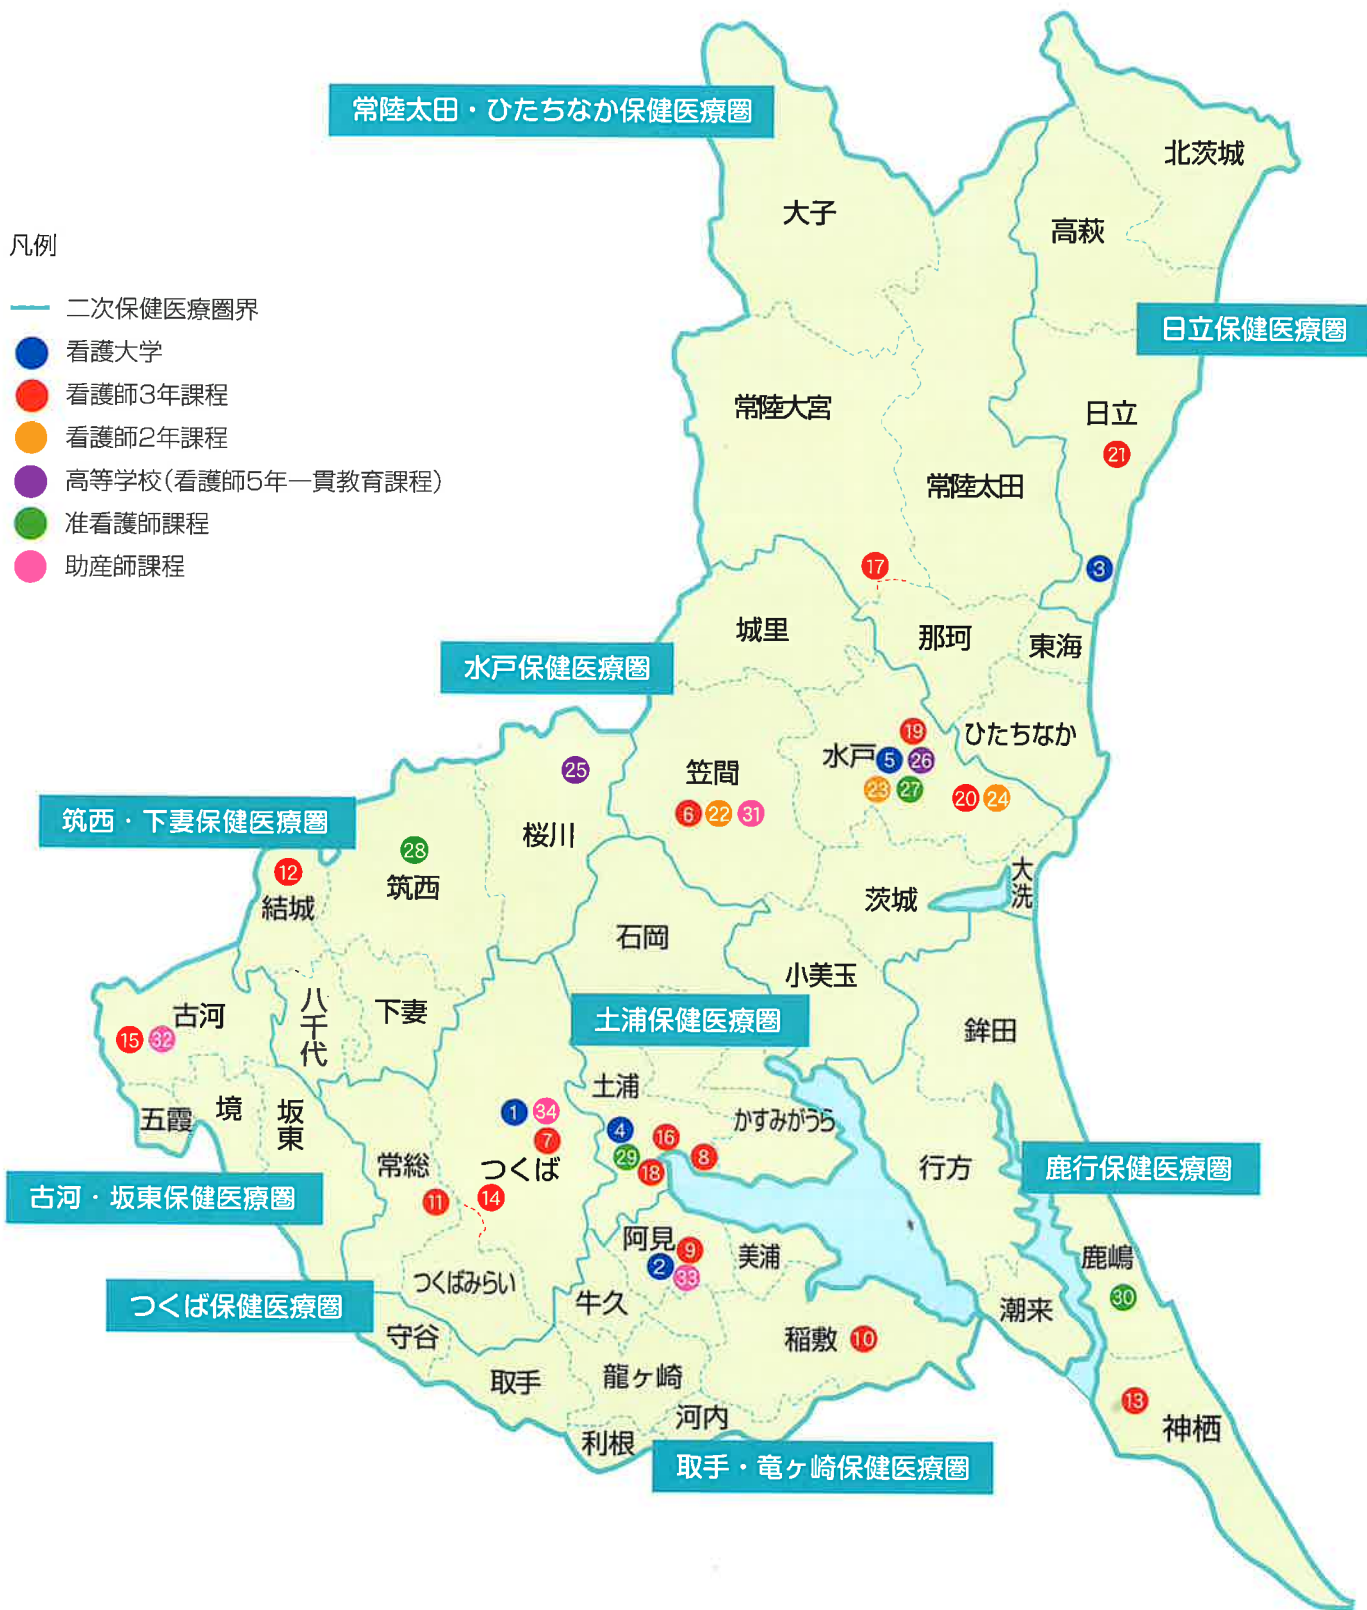 常陸太田・ひたちなか保健医療圏
北茨城
大子
高萩
凡例
二次保健医療圏界
看護大学
看護師3年課程
看護師2年課程
高等学校(看護師5年一貫教育課程)
准看護師課程
助産師課程
日立保健医療圏
常陸大宮
日立
21
常陸太田
17
3
城里
那珂
東海
水戸保健医療圏
19
ひたちなか
水戸
5
26
23
27
20
24
笠間
6
22
31
25
桜川
筑西・下妻保健医療圏
28
筑西
12
結城
大洗
茨城
石岡
小美玉
八千代
下妻
古河
15
32
土浦保健医療圏
鉾田
土浦
かすみがうら
五霞
境
坂東
1
34
7
つくば
4
29
16
18
8
常総
11
14
行方
鹿行保健医療圏
古河・坂東保健医療圏
阿見
9
2
33
美浦
鹿嶋
30
つくばみらい
つくば保健医療圏
牛久
潮来
守谷
稲敷
10
取手
龍ヶ崎
河内
利根
13
神栖
取手・竜ヶ崎保健医療圏